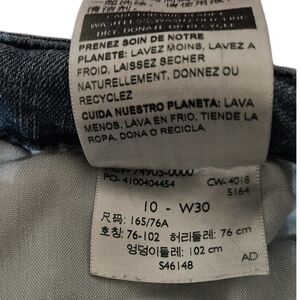 PRENEZ SOIN DE NOTRE
PLANETE: LAVEZ MOINS, LAVEZ A
FROID, LAISSEZ SECHER
NATURELLEMENT, DONNEZ OU
RECYCLEZ
CUIDA NUESTRO PLANETA: LAVA
MENOS, LAVA EN FRIO, TIENDE LA
ROPA, DONA O RECICLA.
74905-0000
PO- 4100404454 CW- 4018
5164
10 - W30
尺码: 165/76A
호칭: 76-102 허리둘레: 76 cm
엉덩이둘레: 102 cm
S46148 AD